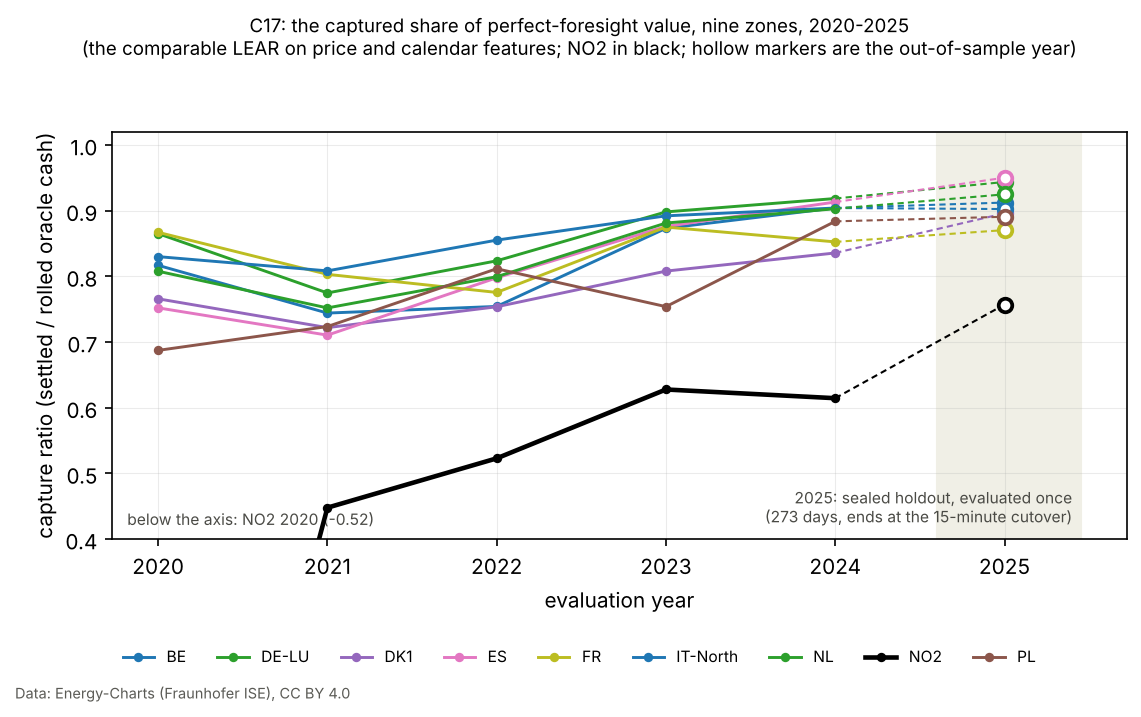 C17: the captured share of perfect-foresight value, nine zones, 2020-2025
(the comparable LEAR on price and calendar features; NO2 in black; hollow markers are the out-of-sample year)
capture ratio (settled / rolled oracle cash)
1.0
0.9
0.8
0.7
0.6
0.5
0.4
below the axis: NO2 2020 (-0.52)
2025: sealed holdout, evaluated once
(273 days, ends at the 15-minute cutover)
2020 2021 2022 2023 2024 2025
evaluation year
BE DE-LU DK1 ES FR IT-North NL NO2 PL
Data: Energy-Charts (Fraunhofer ISE), CC BY 4.0